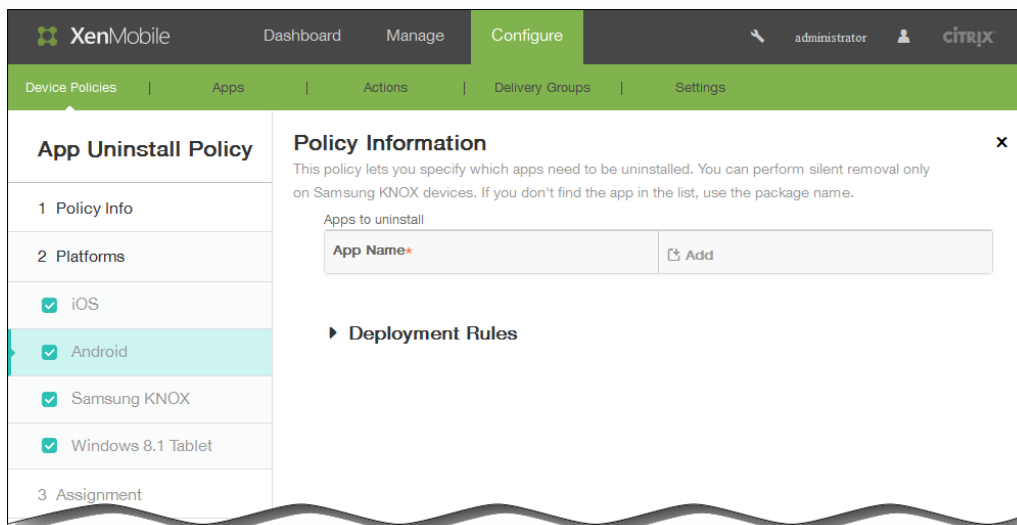 XenMobile Dashboard Manage Configure administrator CİTRIX
Device Policies | Apps | Actions | Delivery Groups | Settings
App Uninstall Policy
1 Policy Info
2 Platforms
iOS
Android
Samsung KNOX
Windows 8.1 Tablet
3 Assignment
Policy Information
This policy lets you specify which apps need to be uninstalled. You can perform silent removal only
on Samsung KNOX devices. If you don't find the app in the list, use the package name.
Apps to uninstall
App Name* Add
Deployment Rules